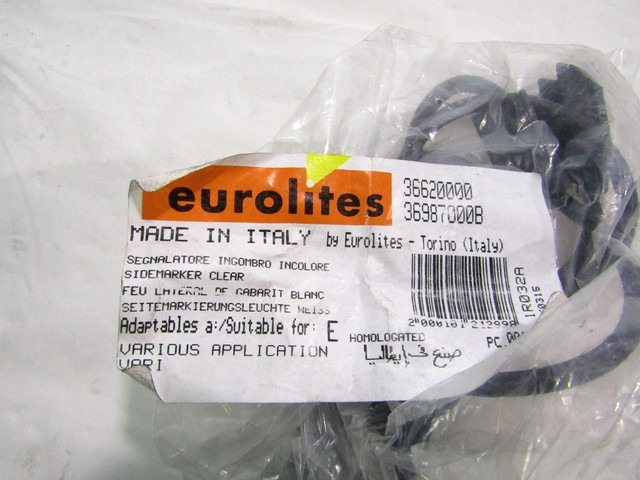 eurolites
36620000
36987000B
MADE IN ITALY by Eurolites - Torino (Italy)
SEGNALATORE INGOMBRO INCOLORE
SIDEMARKER CLEAR
FEU LATERAL DE GABARIT BLANC
SEITEMARKIERUNGSLEUCHTE WEISS
Adaptables a:/Suitable for: E
HOMOLOGATED
VARIOUS APPLICATION
VARI
صنع في إيطاليا
1R032A